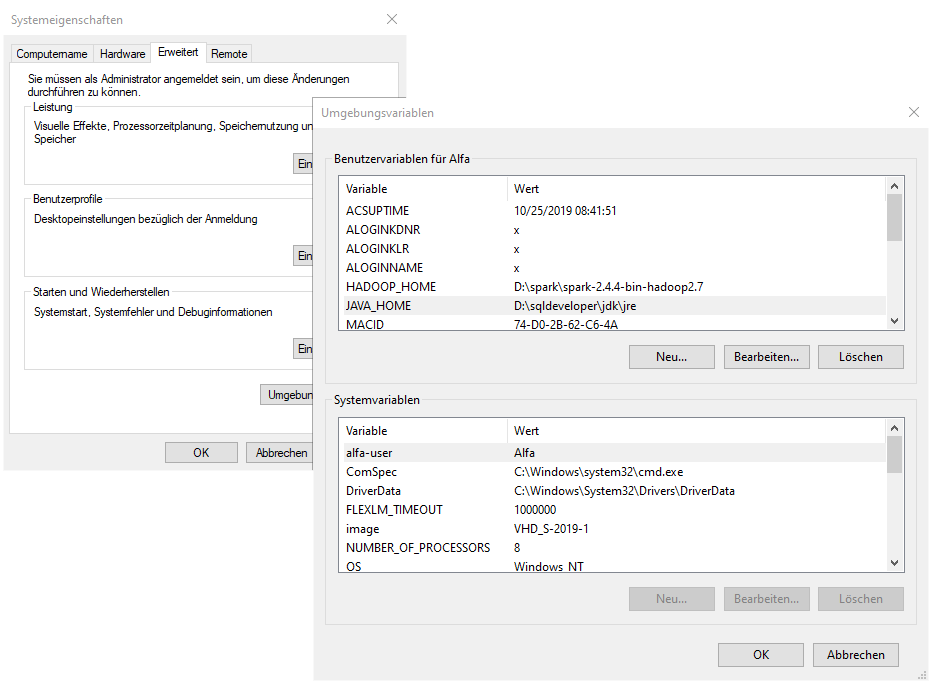 Systemeigenschaften
Computername Hardware Erweitert Remote
Sie müssen als Administrator angemeldet sein, um diese Änderungen
durchführen zu können.
Leistung
Visuelle Effekte, Prozessorzeitplanung, Speichernutzung un
Speicher
Ein
Benutzerprofile
Desktopeinstellungen bezüglich der Anmeldung
Ein
Starten und Wiederherstellen
Systemstart, Systemfehler und Debuginformationen
Ein
Umgebun
OK Abbrechen
Umgebungsvariablen
Benutzervariablen für Alfa
Variable Wert
ACSUPTIME 10/25/2019 08:41:51
ALOGINKDNR x
ALOGINKLR x
ALOGINNAME x
HADOOP_HOME D:\spark\spark-2.4.4-bin-hadoop2.7
JAVA_HOME D:\sqldeveloper\jdk\jre
MACID 74-D0-2B-62-C6-4A
Neu... Bearbeiten... Löschen
Systemvariablen
Variable Wert
alfa-user Alfa
ComSpec C:\Windows\system32\cmd.exe
DriverData C:\Windows\System32\Drivers\DriverData
FLEXLM_TIMEOUT 1000000
image VHD_S-2019-1
NUMBER_OF_PROCESSORS 8
OS Windows_NT
Neu... Bearbeiten... Löschen
OK Abbrechen